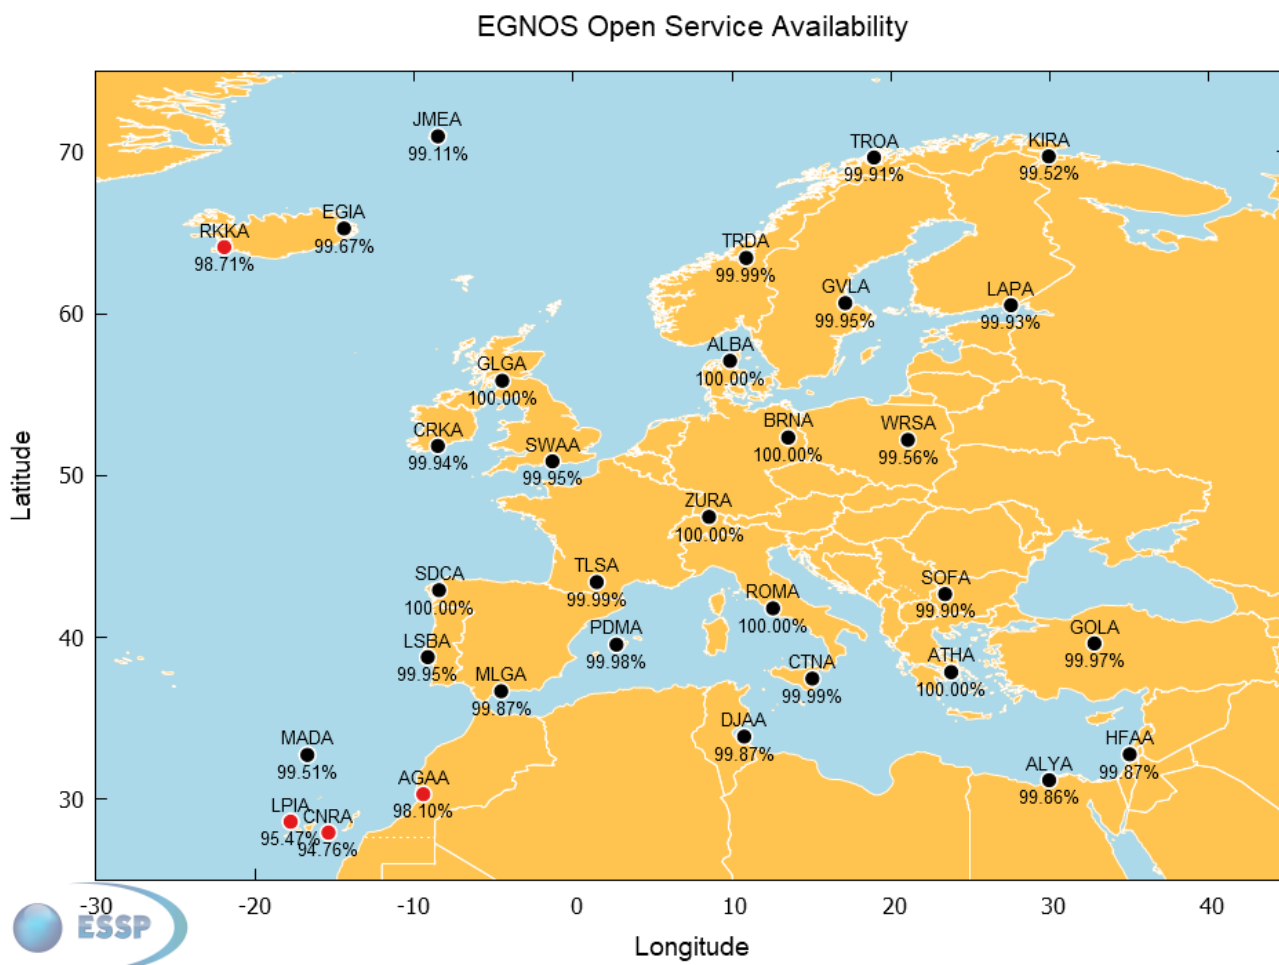 EGNOS Open Service Availability
JMEA
99.11%
TROA
99.91%
KIRA
99.52%
EGIA
99.67%
RKKA
98.71%
TRDA
99.99%
GVLA
99.95%
LAPA
99.93%
ALBA
100.00%
GLGA
100.00%
CRKA
99.94%
SWAA
99.95%
BRNA
100.00%
WRSA
99.56%
ZURA
100.00%
SDCA
100.00%
TLSA
99.99%
ROMA
100.00%
SOFA
99.90%
LSBA
99.95%
PDMA
99.98%
GOLA
99.97%
MLGA
99.87%
CTNA
99.99%
ATHA
100.00%
MADA
99.51%
DJAA
99.87%
HFAA
99.87%
ALYA
99.86%
AGAA
98.10%
LPIA
95.47%
CNRA
94.76%
70
60
50
40
30
Latitude
-30
-20
-10
0
10
20
30
40
Longitude
ESSP